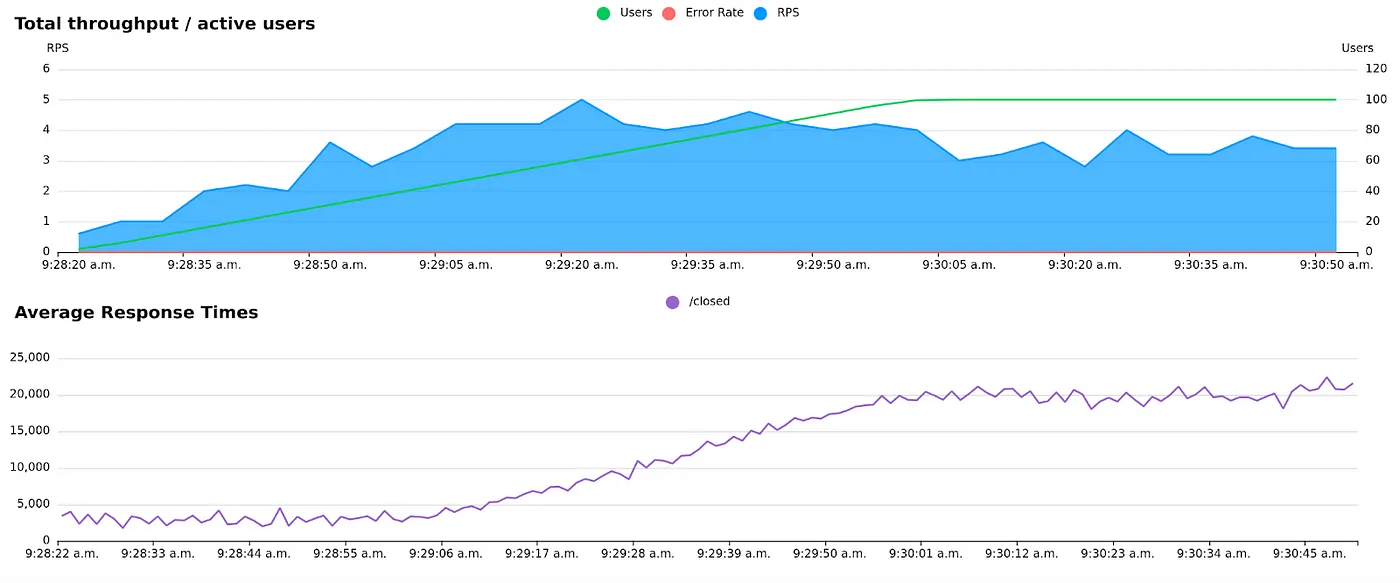 Users Error Rate RPS
Total throughput / active users
RPS Users
6 120
5 100
4 80
3 60
2 40
1 20
0 0
9:28:20 a.m. 9:28:35 a.m. 9:28:50 a.m. 9:29:05 a.m. 9:29:20 a.m. 9:29:35 a.m. 9:29:50 a.m. 9:30:05 a.m. 9:30:20 a.m. 9:30:35 a.m. 9:30:50 a.m.
/closed
Average Response Times
25,000
20,000
15,000
10,000
5,000
0
9:28:22 a.m. 9:28:33 a.m. 9:28:44 a.m. 9:28:55 a.m. 9:29:06 a.m. 9:29:17 a.m. 9:29:28 a.m. 9:29:39 a.m. 9:29:50 a.m. 9:30:01 a.m. 9:30:12 a.m. 9:30:23 a.m. 9:30:34 a.m. 9:30:45 a.m.